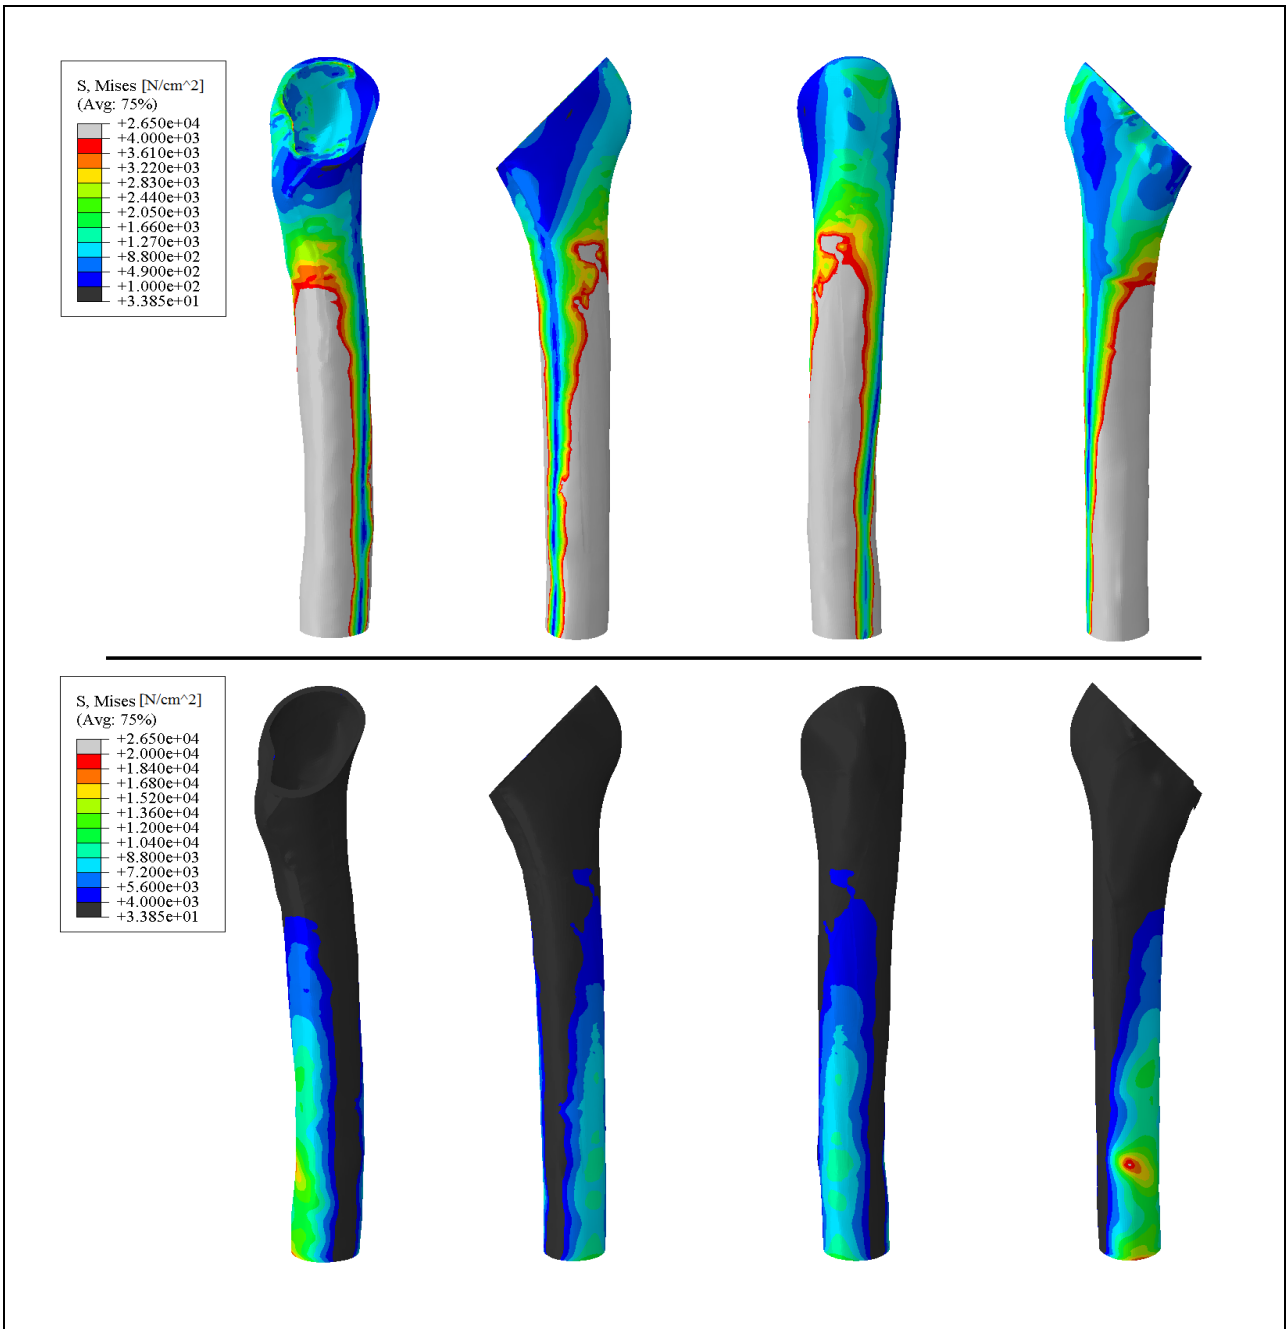 S, Mises [N/cm^2]
(Avg: 75%)
+2.650e+04
+4.000e+03
+3.610e+03
+3.220e+03
+2.830e+03
+2.440e+03
+2.050e+03
+1.660e+03
+1.270e+03
+8.800e+02
+4.900e+02
+1.000e+02
+3.385e+01
S, Mises [N/cm^2]
(Avg: 75%)
+2.650e+04
+2.000e+04
+1.840e+04
+1.680e+04
+1.520e+04
+1.360e+04
+1.200e+04
+1.040e+04
+8.800e+03
+7.200e+03
+5.600e+03
+4.000e+03
+3.385e+01